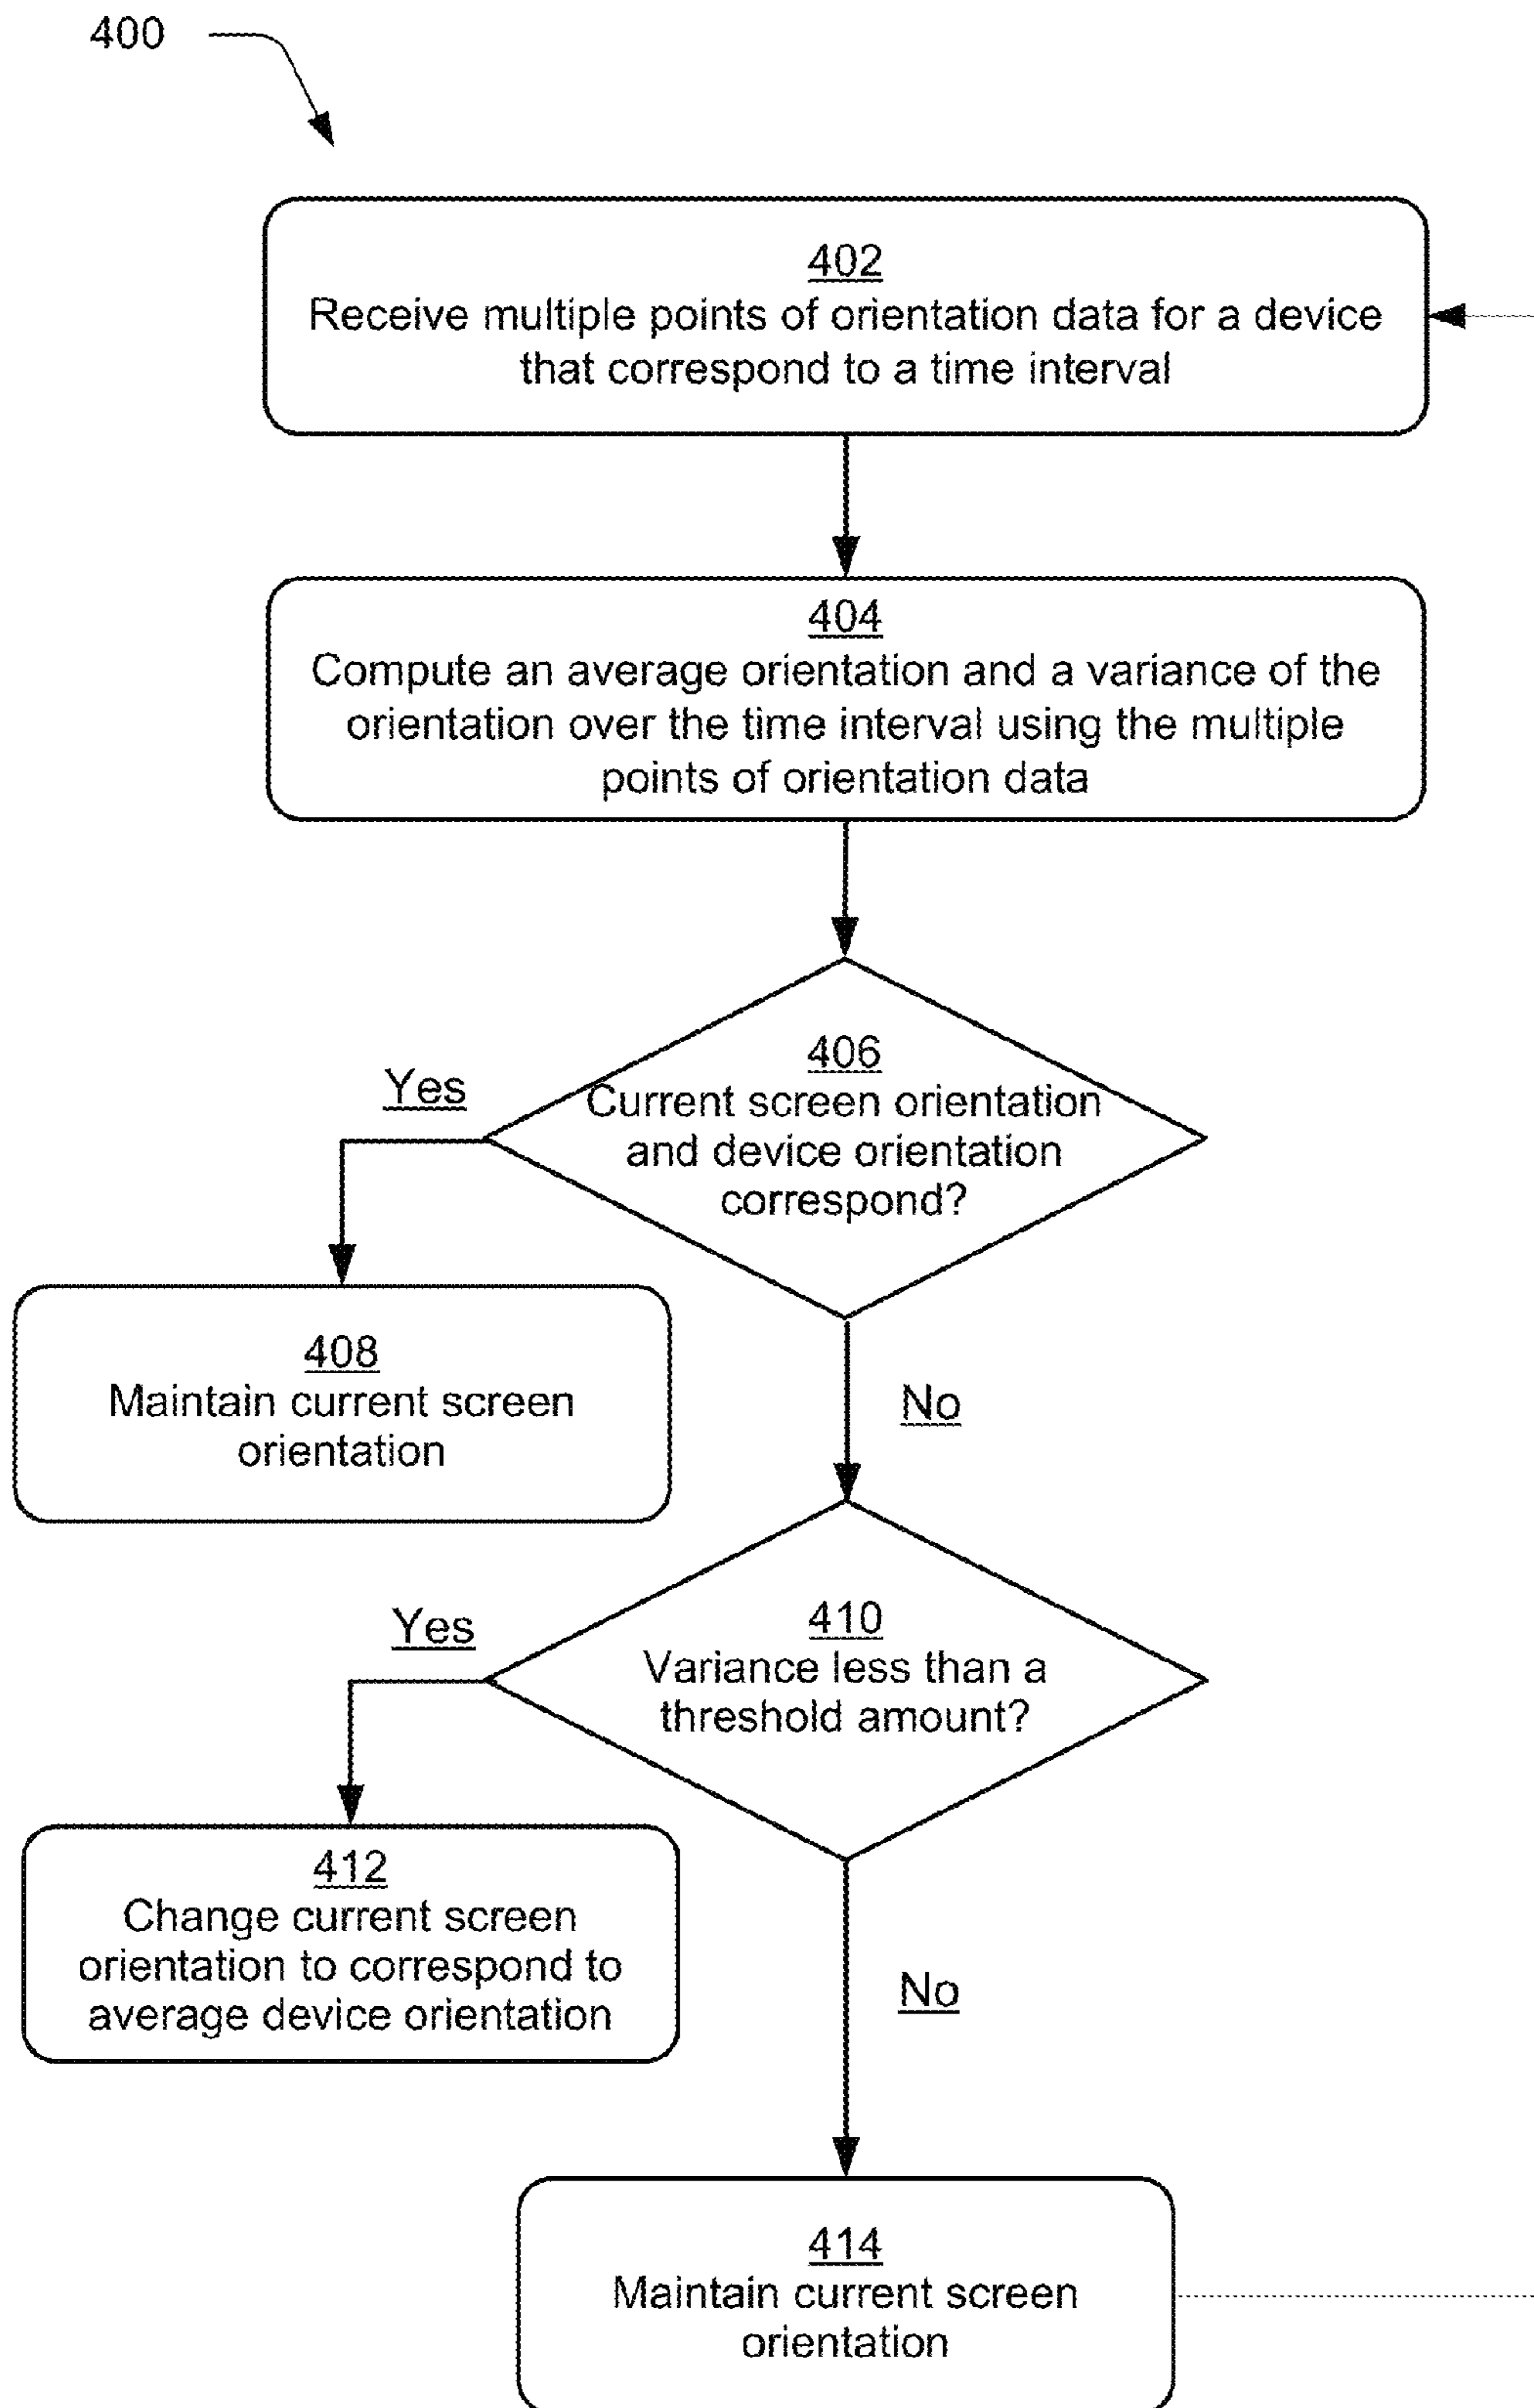 400
402
Receive multiple points of orientation data for a device
that correspond to a time interval
404
Compute an average orientation and a variance of the
orientation over the time interval using the multiple
points of orientation data
406
Current screen orientation
and device orientation
correspond?
Yes
408
Maintain current screen
orientation
No
410
Variance less than a
threshold amount?
Yes
412
Change current screen
orientation to correspond to
average device orientation
No
414
Maintain current screen
orientation